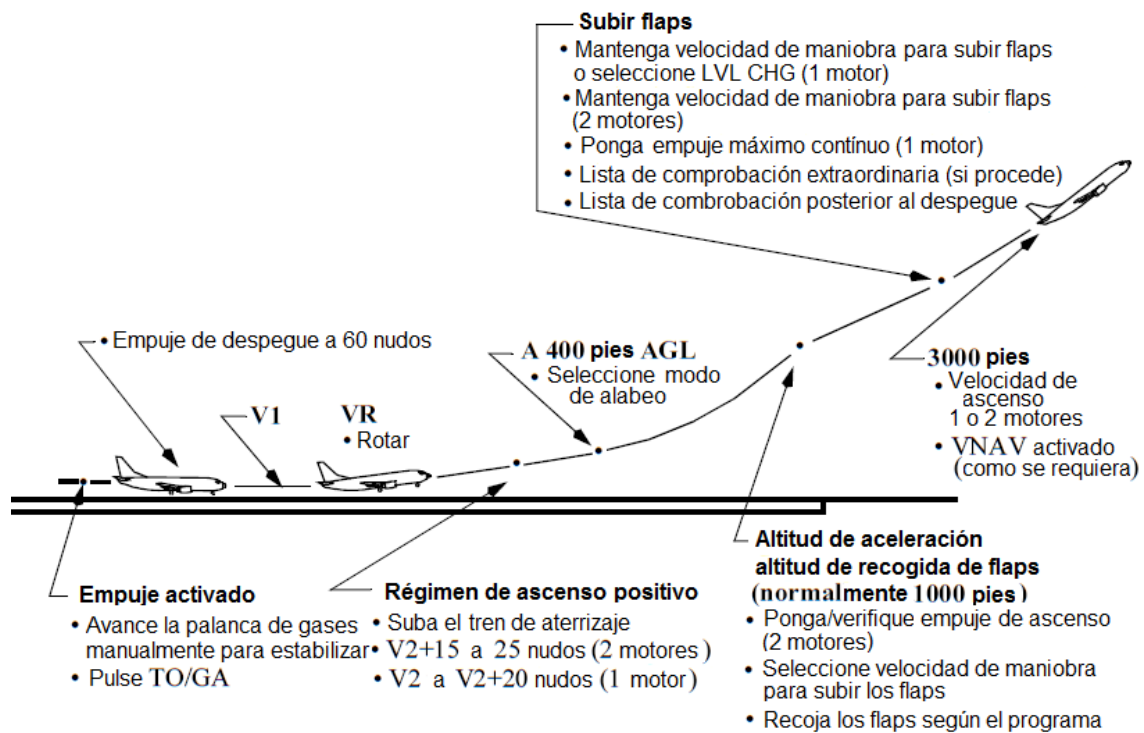 Subir flaps
• Mantenga velocidad de maniobra para subir flaps
o seleccione LVL CHG (1 motor)
• Mantenga velocidad de maniobra para subir flaps
(2 motores)
• Ponga empuje máximo contínuo (1 motor)
• Lista de comprobación extraordinaria (si procede)
• Lista de combrobación posterior al despegue
• Empuje de despegue a 60 nudos
V1
VR
• Rotar
A 400 pies AGL
• Seleccione modo
de alabeo
3000 pies
• Velocidad de
ascenso
1 o 2 motores
• VNAV activado
(como se requiera)
Empuje activado
• Avance la palanca de gases
manualmente para estabilizar
• Pulse TO/GA
Régimen de ascenso positivo
• Suba el tren de aterrizaje
• V2+15 a 25 nudos (2 motores)
• V2 a V2+20 nudos (1 motor)
Altitud de aceleración
altitud de recogida de flaps
(normalmente 1000 pies)
• Ponga/verifique empuje de ascenso
(2 motores)
• Seleccione velocidad de maniobra
para subir los flaps
• Recoja los flaps según el programa